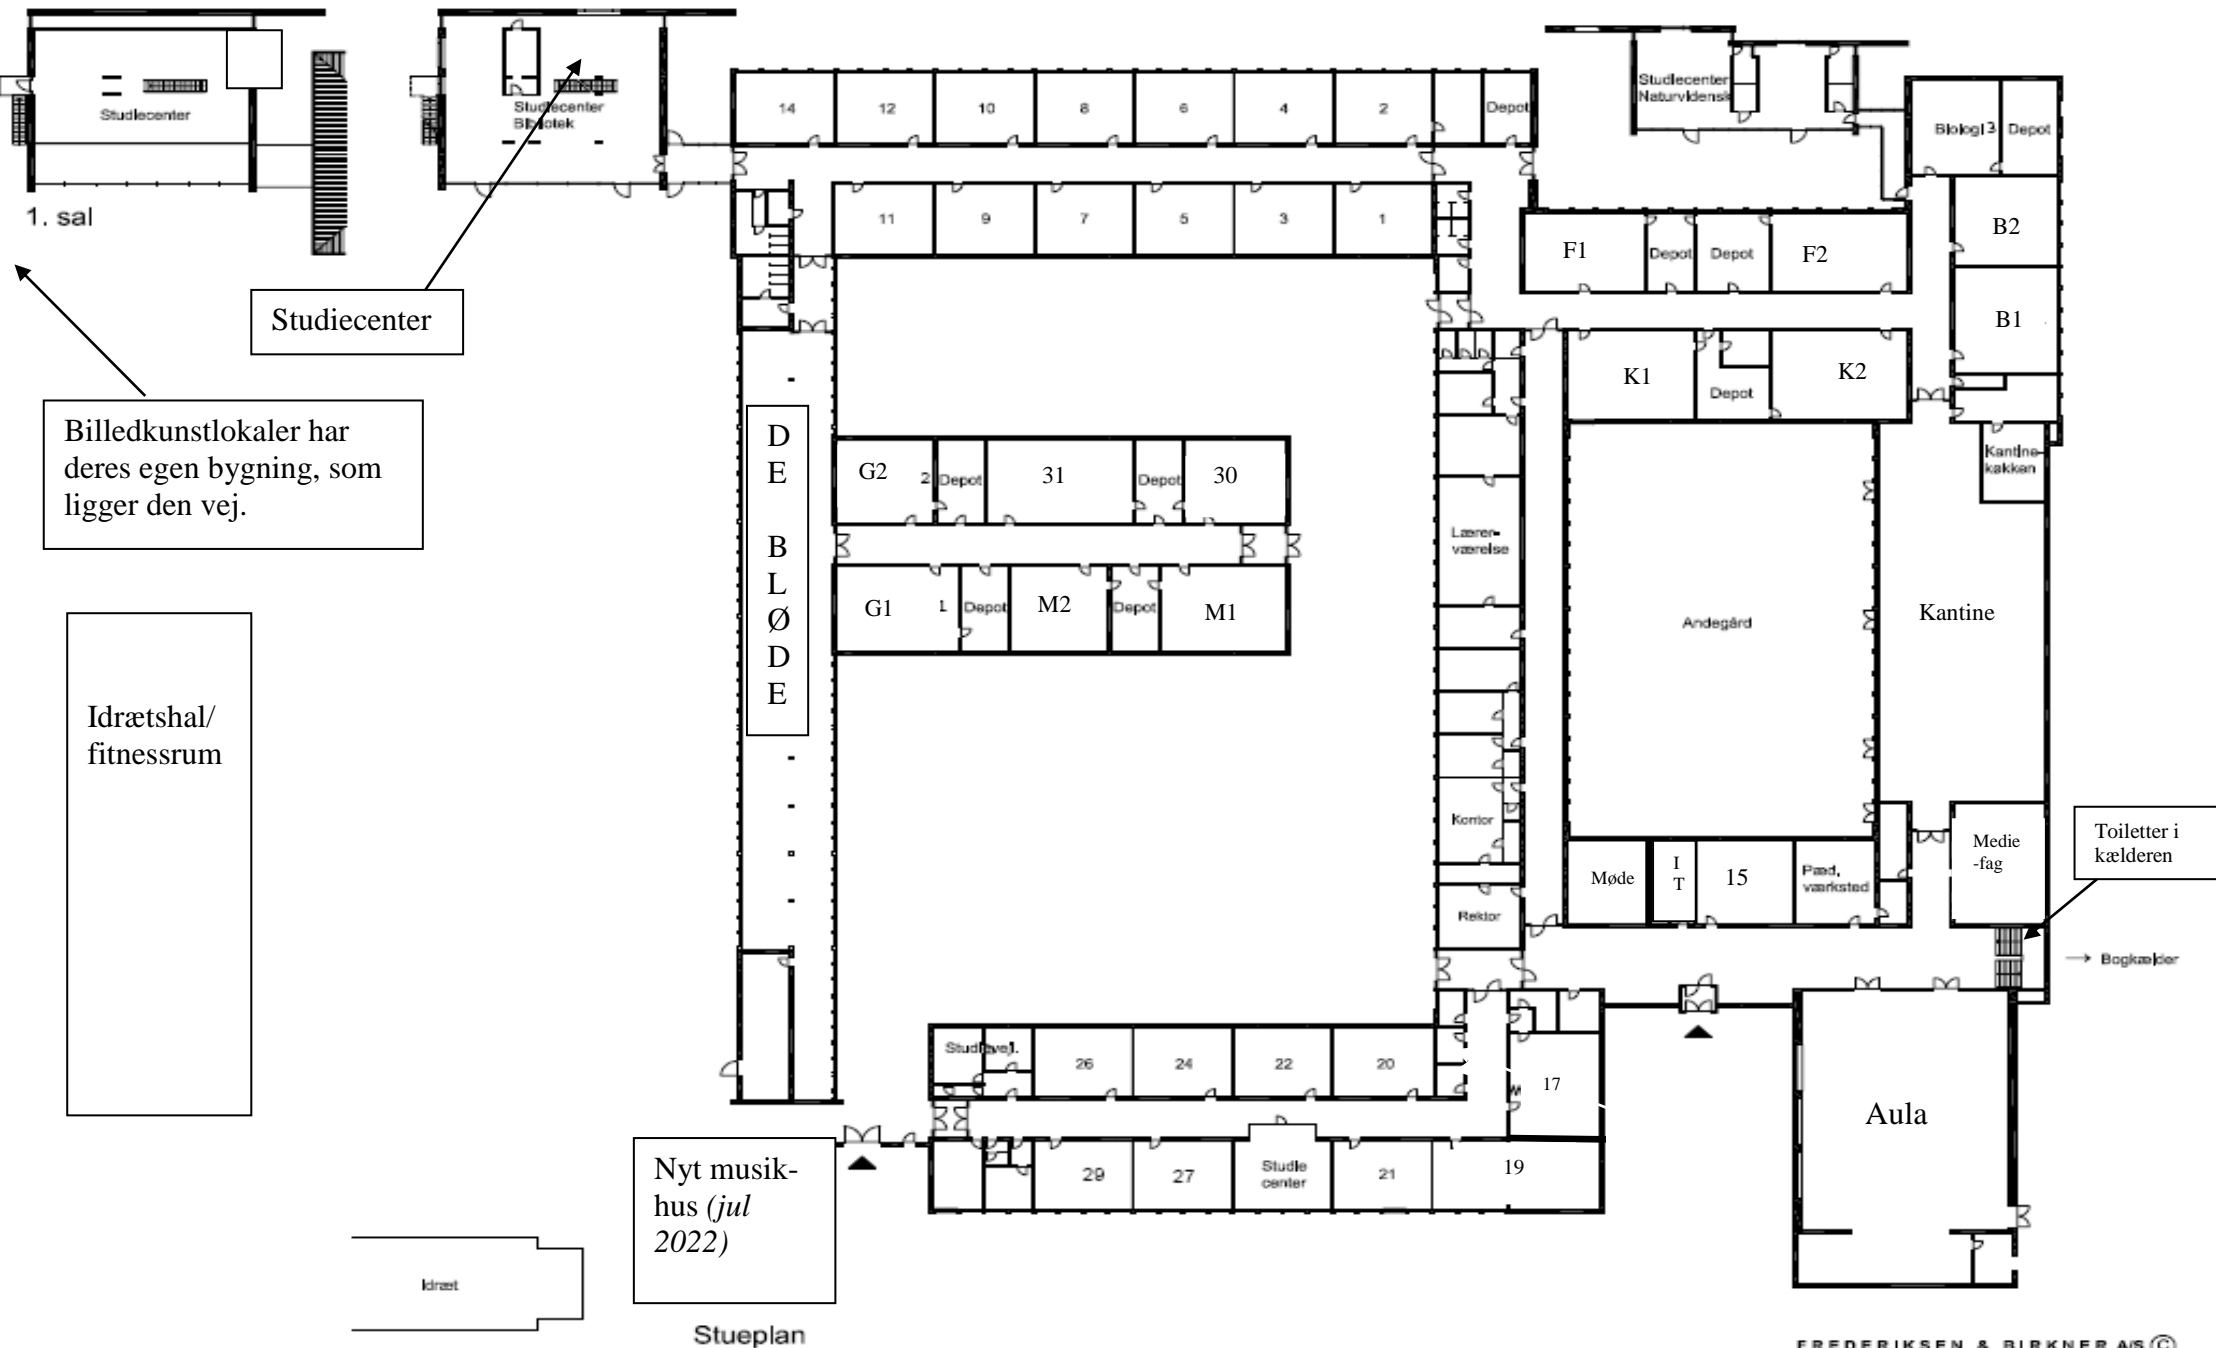 Studiecenter
1. sal
Studiecenter
Bibliotek
Studiecenter
Billedkunstlokaler har
deres egen bygning, som
ligger den vej.
Idrætshal/
fitnessrum
Idræt
14
12
10
8
6
4
2
Depot
11
9
7
5
3
1
Studiecenter
Naturvidensk
Biologi 3
Depot
B2
B1
F1
Depot
Depot
F2
K1
Depot
K2
Kantine-
køkken
D
E
B
L
Ø
D
E
G2
2
Depot
31
Depot
30
G1
1
Depot
M2
Depot
M1
Lærer-
værelse
Kontor
Rektor
Andegård
Kantine
Møde
I
T
15
Pæd.
værksted
Medie
-fag
Toiletter i
kælderen
→ Bogkælder
Studievejl.
26
24
22
20
17
29
27
Studie
center
21
19
Aula
Nyt musik-
hus (jul
2022)
Stueplan
FREDERIKSEN & BIRKNER A/S ©